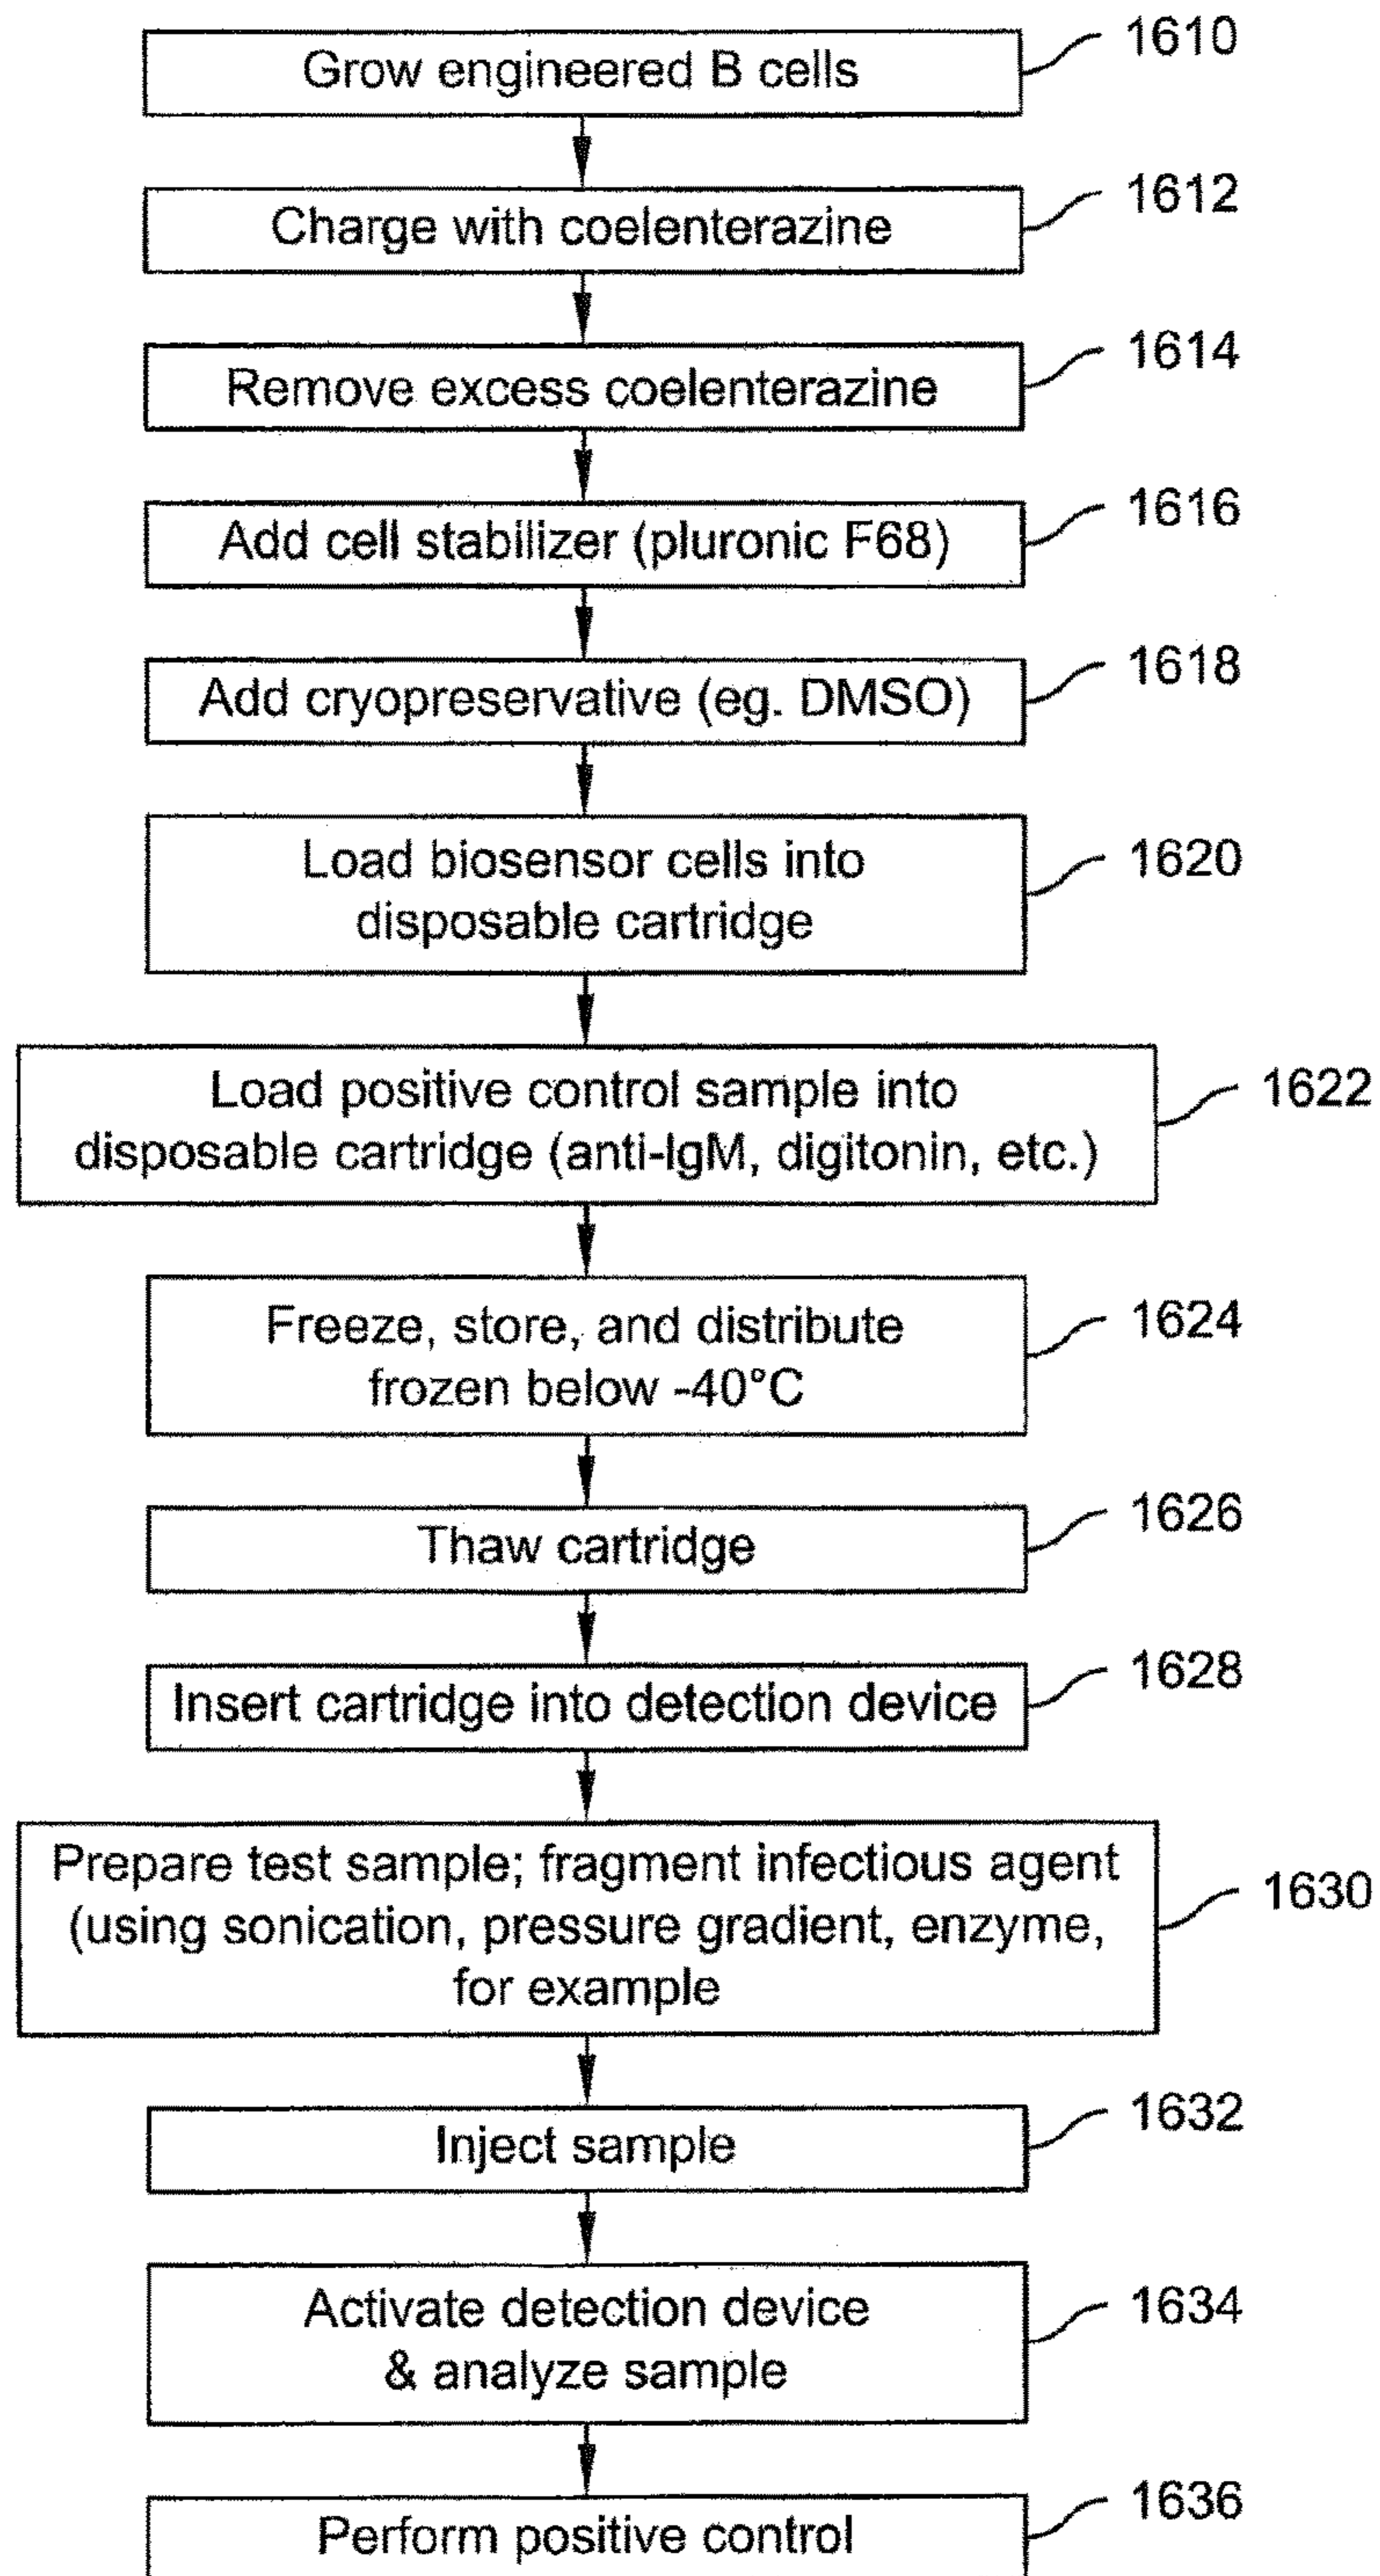 Grow engineered B cells
1610
Charge with coelenterazine
1612
Remove excess coelenterazine
1614
Add cell stabilizer (pluronic F68)
1616
Add cryopreservative (eg. DMSO)
1618
Load biosensor cells into
disposable cartridge
1620
Load positive control sample into
disposable cartridge (anti-IgM, digitonin, etc.)
1622
Freeze, store, and distribute
frozen below -40°C
1624
Thaw cartridge
1626
Insert cartridge into detection device
1628
Prepare test sample; fragment infectious agent
(using sonication, pressure gradient, enzyme,
for example
1630
Inject sample
1632
Activate detection device
& analyze sample
1634
Perform positive control
1636